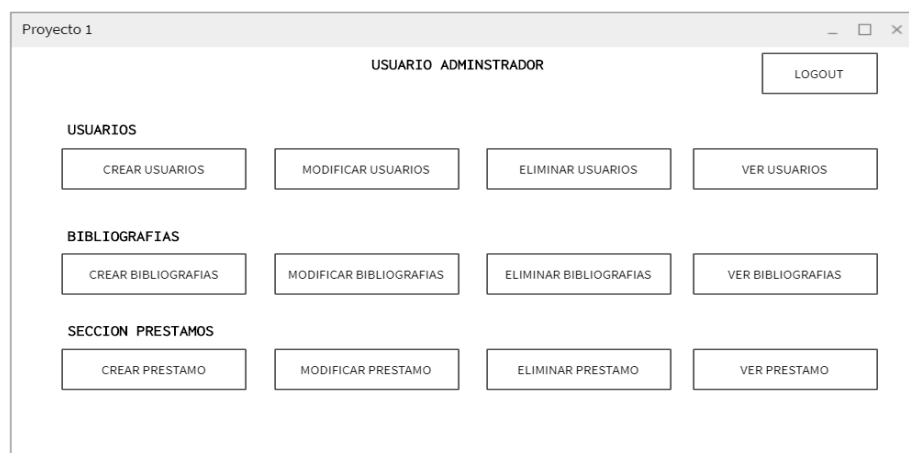 Proyecto 1
USUARIO ADMINSTRADOR
LOGOUT
USUARIOS
CREAR USUARIOS MODIFICAR USUARIOS ELIMINAR USUARIOS VER USUARIOS
BIBLIOGRAFIAS
CREAR BIBLIOGRAFIAS MODIFICAR BIBLIOGRAFIAS ELIMINAR BIBLIOGRAFIAS VER BIBLIOGRAFIAS
SECCION PRESTAMOS
CREAR PRESTAMO MODIFICAR PRESTAMO ELIMINAR PRESTAMO VER PRESTAMO